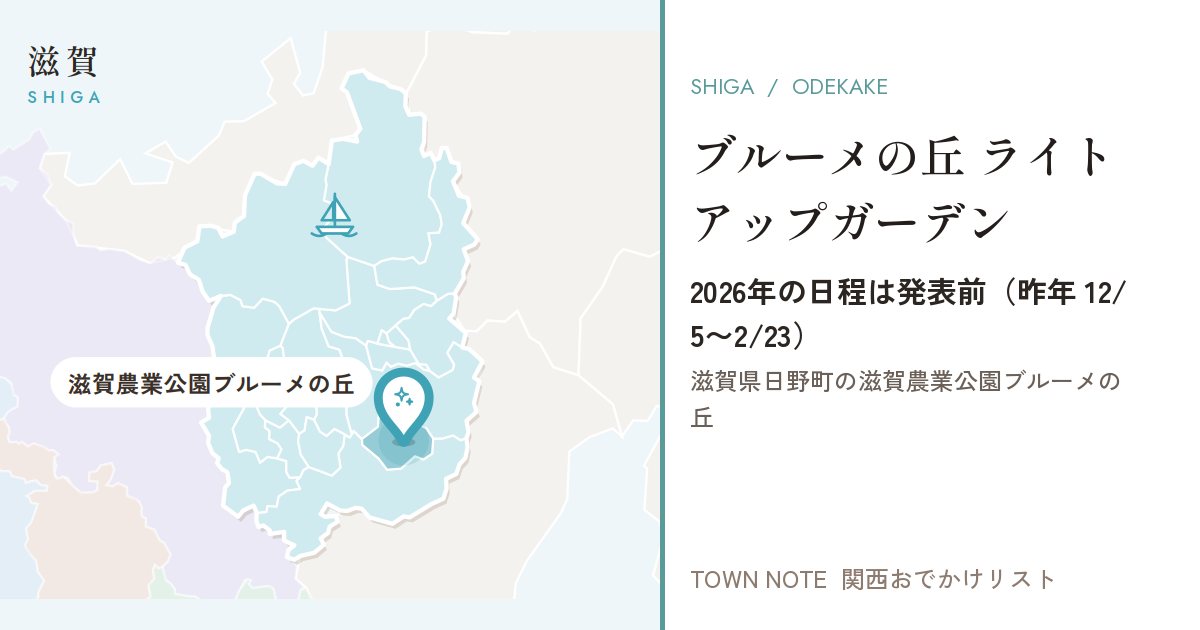 滋賀
SHIGA
滋賀農業公園ブルーメの丘
SHIGA / ODEKAKE
ブルーメの丘 ライト
アップガーデン
2026年の日程は発表前（昨年 12/
5〜2/23）
滋賀県日野町の滋賀農業公園ブルーメの
丘
TOWN NOTE 関西おでかけリスト